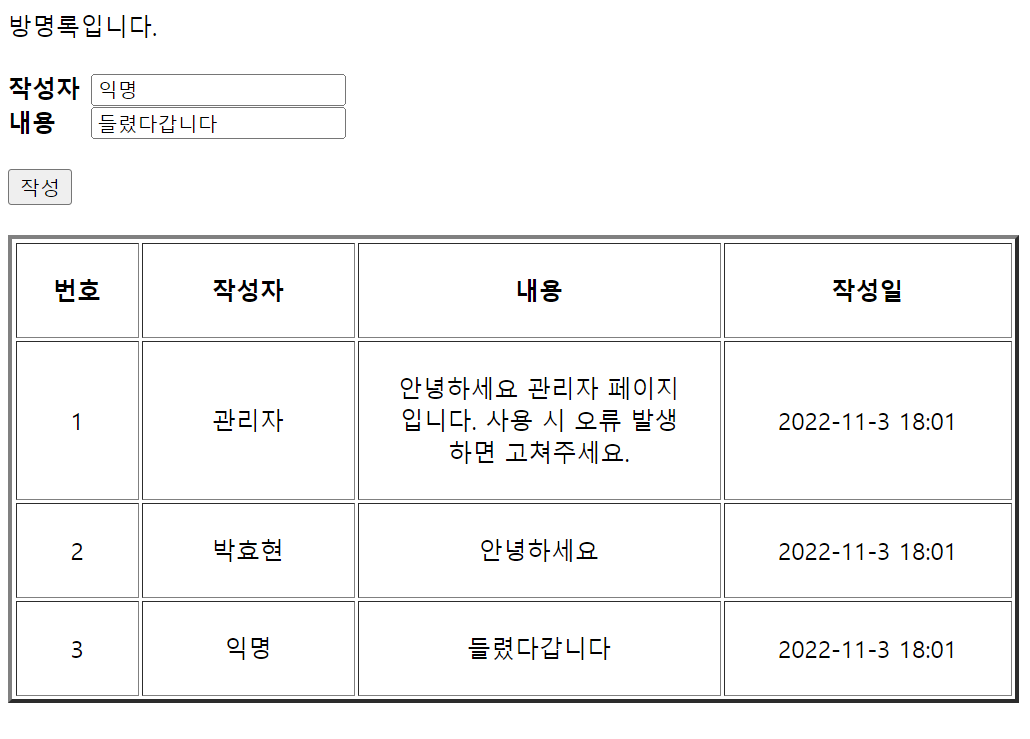 방명록입니다.
작성자 익명
내용 들렸다갑니다
작성
번호 작성자 내용 작성일
1 관리자 안녕하세요 관리자 페이지 2022-11-3 18:01
입니다. 사용 시 오류 발생
하면 고쳐주세요.
2 박효현 안녕하세요 2022-11-3 18:01
3 익명 들렸다갑니다 2022-11-3 18:01